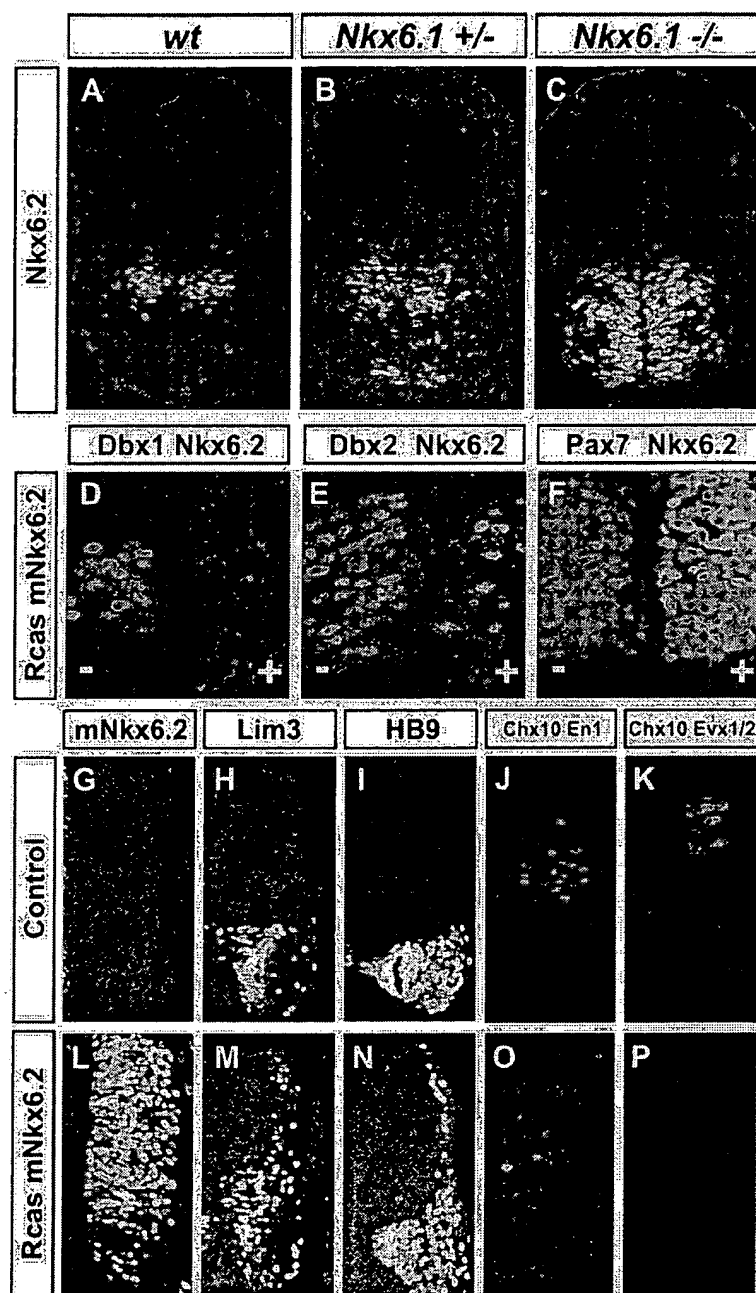 wt Nkx6.1 +/- Nkx6.1 -/-
A B C
Nkx6.2
Dbx1 Nkx6.2 Dbx2 Nkx6.2 Pax7 Nkx6.2
D E F
Rcas mNkx6.2
- + - + - +
mNkx6.2 Lim3 HB9 Chx10 En1 Chx10 Evx1/2
G H I J K
Control
L M N O P
Rcas mNkx6.2